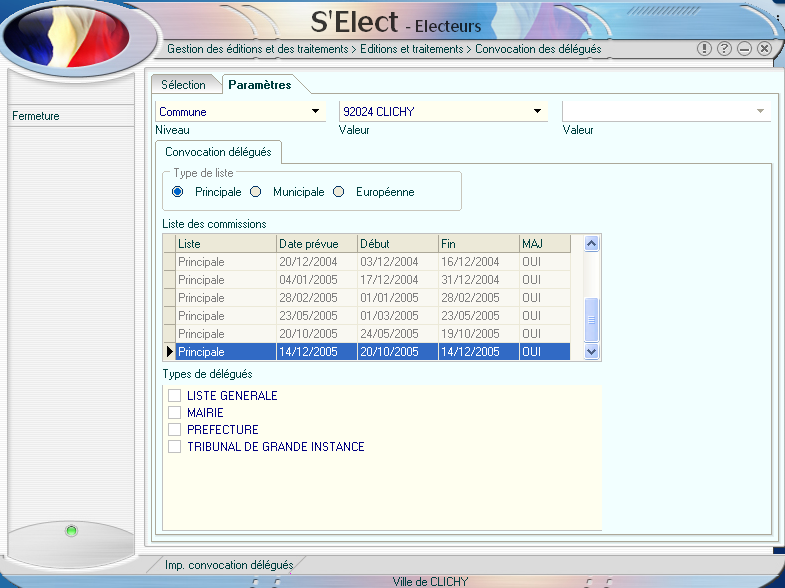 S'Elect - Electeurs
Gestion des éditions et des traitements > Editions et traitements > Convocation des délégués
Fermeture
Sélection Paramètres
Commune 92024 CLICHY
Niveau Valeur Valeur
Convocation délégués
Type de liste
Principale Municipale Européenne
Liste des commissions
Liste Date prévue Début Fin MAJ
Principale 20/12/2004 03/12/2004 16/12/2004 OUI
Principale 04/01/2005 17/12/2004 31/12/2004 OUI
Principale 28/02/2005 01/01/2005 28/02/2005 OUI
Principale 23/05/2005 01/03/2005 23/05/2005 OUI
Principale 20/10/2005 24/05/2005 19/10/2005 OUI
Principale 14/12/2005 20/10/2005 14/12/2005 OUI
Types de délégués
LISTE GENERALE
MAIRIE
PREFECTURE
TRIBUNAL DE GRANDE INSTANCE
Imp. convocation délégués
Ville de CLICHY